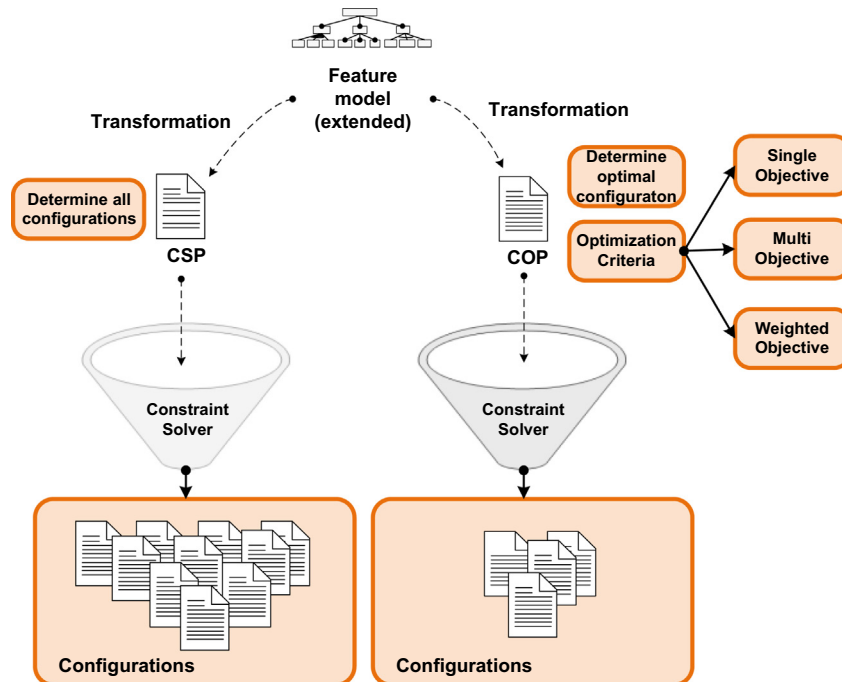 Feature
model
(extended)
Transformation
Transformation
Determine all
configurations
CSP
COP
Determine
optimal
configuraton
Optimization
Criteria
Single
Objective
Multi
Objective
Weighted
Objective
Constraint
Solver
Constraint
Solver
Configurations
Configurations